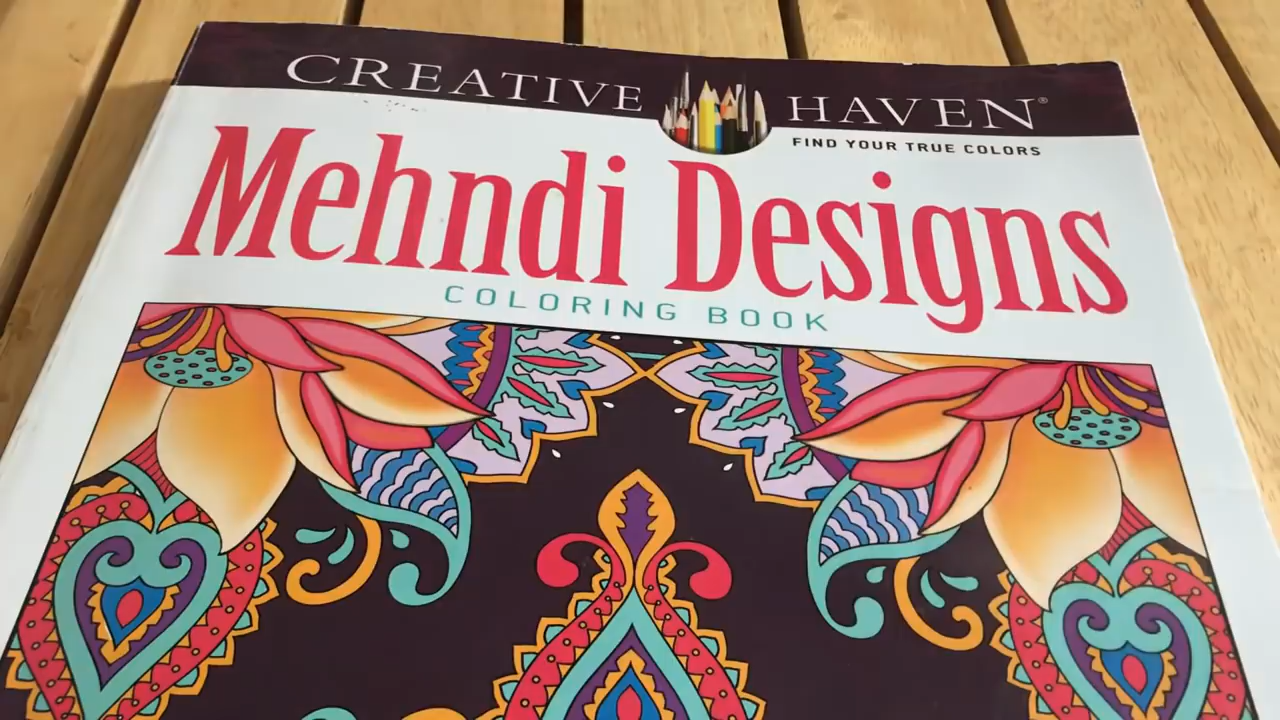 CREATIVE HAVEN®
FIND YOUR TRUE COLORS
Mehndi Designs
COLORING BOOK